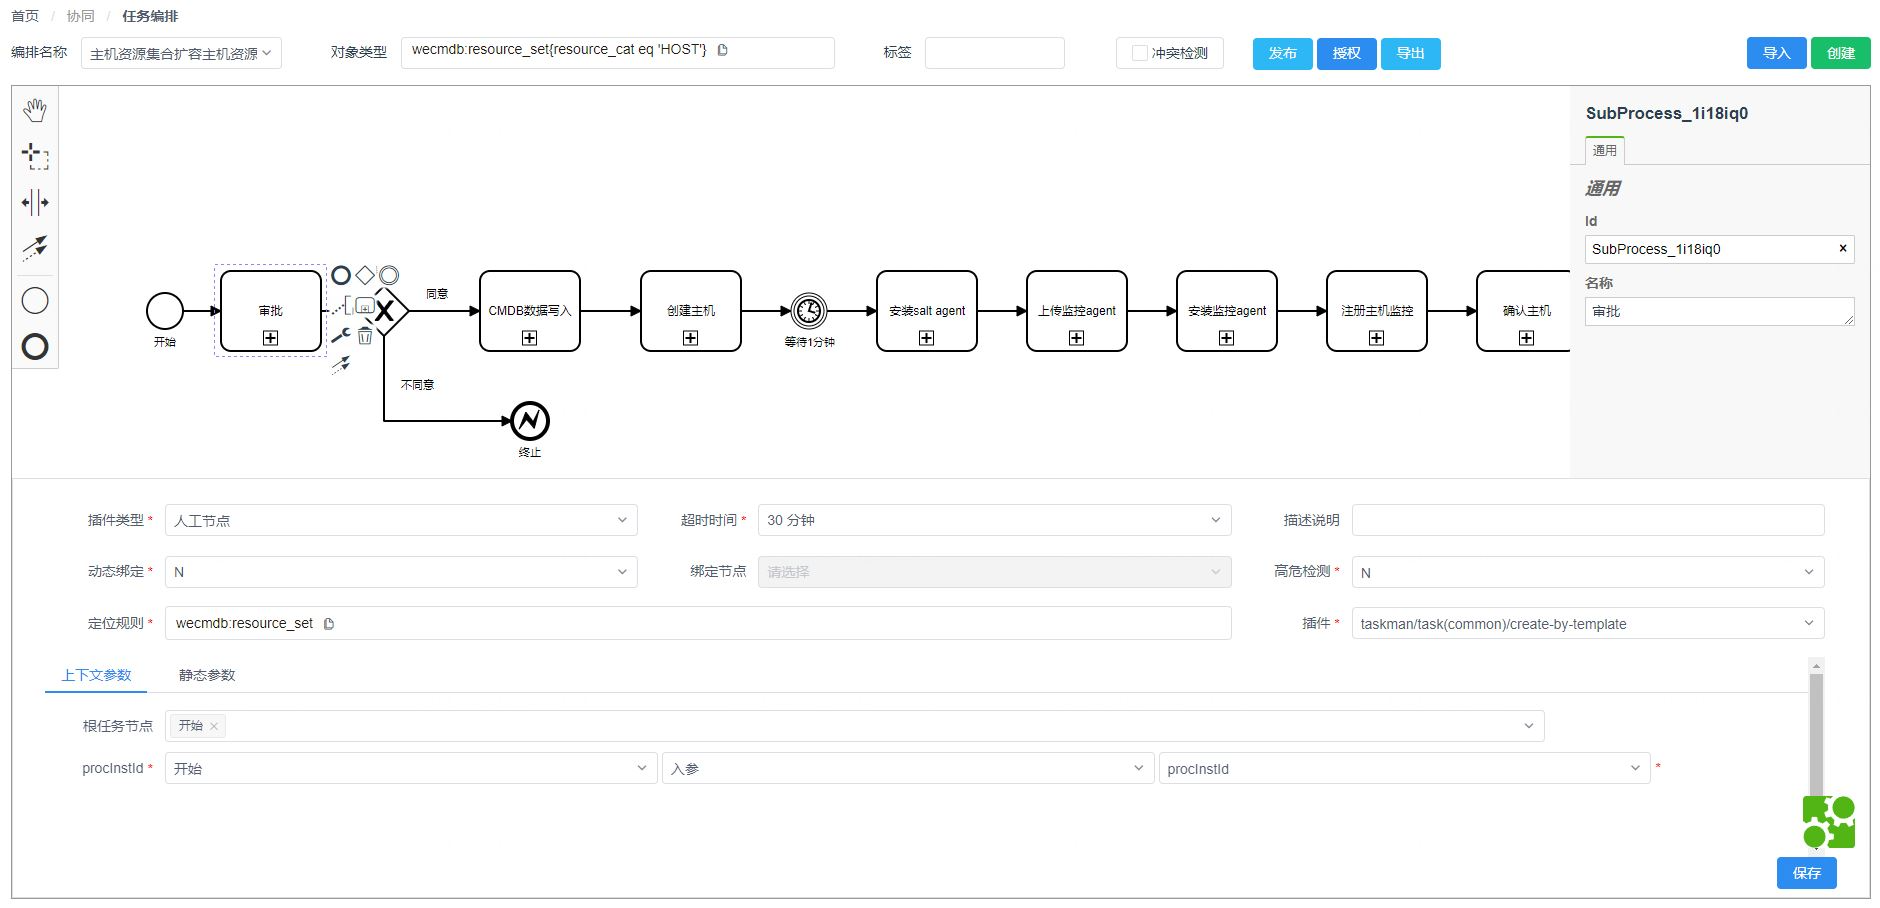 首页 / 协同 / 任务编排
编排名称 主机资源集合扩容主机资源 对象类型 wecmdb:resource_set{resource_cat eq 'HOST'} 标签 冲突检测 发布 授权 导出 导入 创建
SubProcess_1i18iq0
通用
通用
Id
SubProcess_1i18iq0 ×
名称
审批
同意
审批 CMDB数据写入 创建主机 安装salt agent 上传监控agent 安装监控agent 注册主机监控 确认主机
开始 等待1分钟
不同意
终止
插件类型 * 人工节点 超时时间 * 30 分钟 描述说明
动态绑定 * N 绑定节点 请选择 高危检测 * N
定位规则 * wecmdb:resource_set 插件 * taskman/task(common)/create-by-template
上下文参数 静态参数
根任务节点 开始 ×
procInstId * 开始 入参 procInstId *
保存